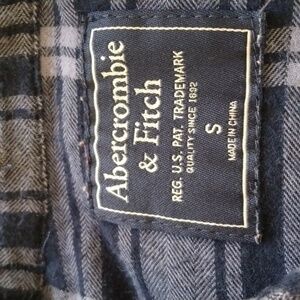 Abercrombie
& Fitch
REG. U.S. PAT. TRADEMARK
QUALITY SINCE 1892
S
MADE IN CHINA